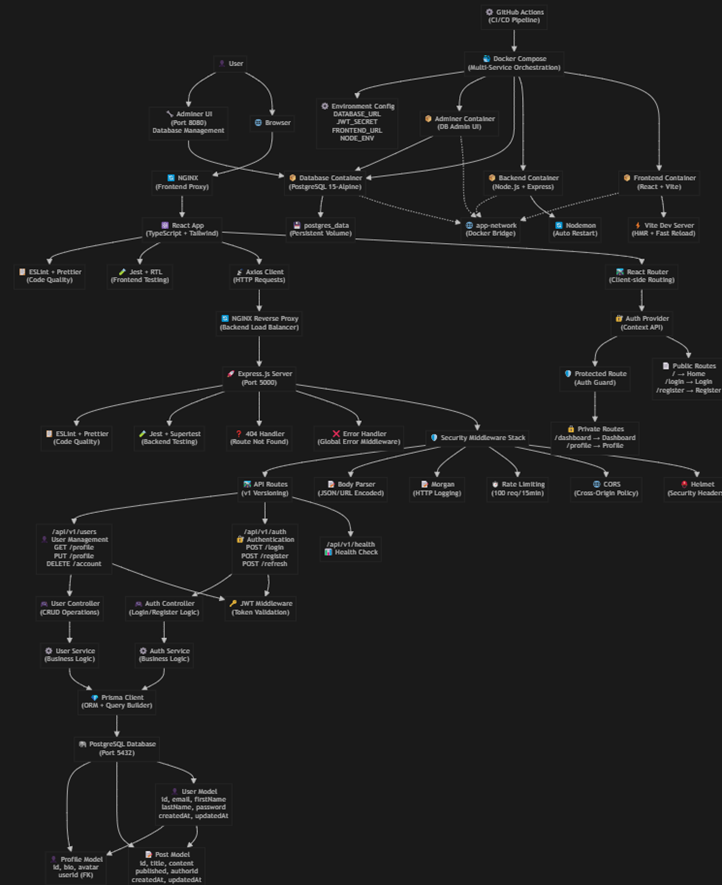 GitHub Actions
(CI/CD Pipeline)
Docker Compose
(Multi-Service Orchestration)
User
Adminer UI
(Port 8080)
Database Management
Browser
Environment Config
DATABASE_URL
JWT_SECRET
FRONTEND_URL
NODE_ENV
Adminer Container
(DB Admin UI)
NGINX
(Frontend Proxy)
Database Container
(PostgreSQL 15-Alpine)
Backend Container
(Node.js + Express)
Frontend Container
(React + Vite)
React App
(TypeScript + Tailwind)
postgres_data
(Persistent Volume)
app-network
(Docker Bridge)
Nodemon
(Auto Restart)
Vite Dev Server
(HMR + Fast Reload)
ESLint + Prettier
(Code Quality)
Jest + RTL
(Frontend Testing)
Axios Client
(HTTP Requests)
React Router
(Client-side Routing)
NGINX Reverse Proxy
(Backend Load Balancer)
Auth Provider
(Context API)
Express.js Server
(Port 5000)
Protected Route
(Auth Guard)
Public Routes
/ → Home
/login → Login
/register → Register
ESLint + Prettier
(Code Quality)
Jest + Supertest
(Backend Testing)
404 Handler
(Route Not Found)
Error Handler
(Global Error Middleware)
Security Middleware Stack
Private Routes
/dashboard → Dashboard
/profile → Profile
API Routes
(v1 Versioning)
Body Parser
(JSON/URL Encoded)
Morgan
(HTTP Logging)
Rate Limiting
(100 req/15min)
CORS
(Cross-Origin Policy)
Helmet
(Security Header
/api/v1/users
User Management
GET /profile
PUT /profile
DELETE /account
/api/v1/auth
Authentication
POST /login
POST /register
POST /refresh
/api/v1/health
Health Check
User Controller
(CRUD Operations)
Auth Controller
(Login/Register Logic)
JWT Middleware
(Token Validation)
User Service
(Business Logic)
Auth Service
(Business Logic)
Prisma Client
(ORM + Query Builder)
PostgreSQL Database
(Port 5432)
User Model
id, email, firstName
lastName, password
createdAt, updatedAt
Profile Model
id, bio, avatar
userId (FK)
Post Model
id, title, content
published, authorId
createdAt, updatedAt